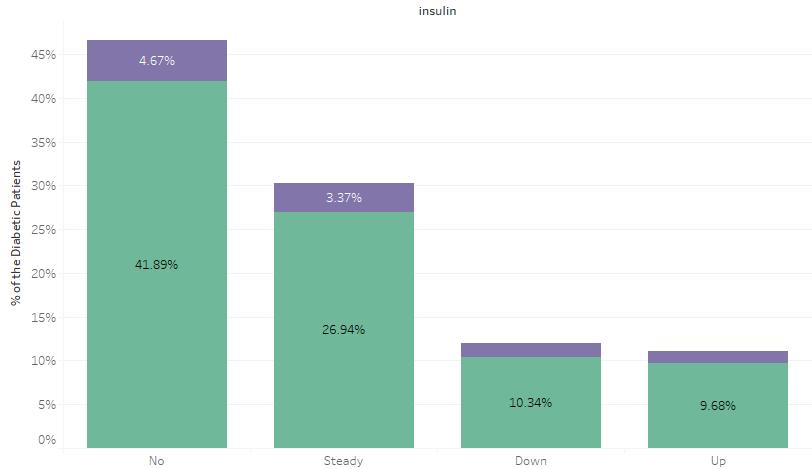 insulin
% of the Diabetic Patients
45%
40%
35%
30%
25%
20%
15%
10%
5%
0%
4.67%
41.89%
3.37%
26.94%
10.34%
9.68%
No
Steady
Down
Up